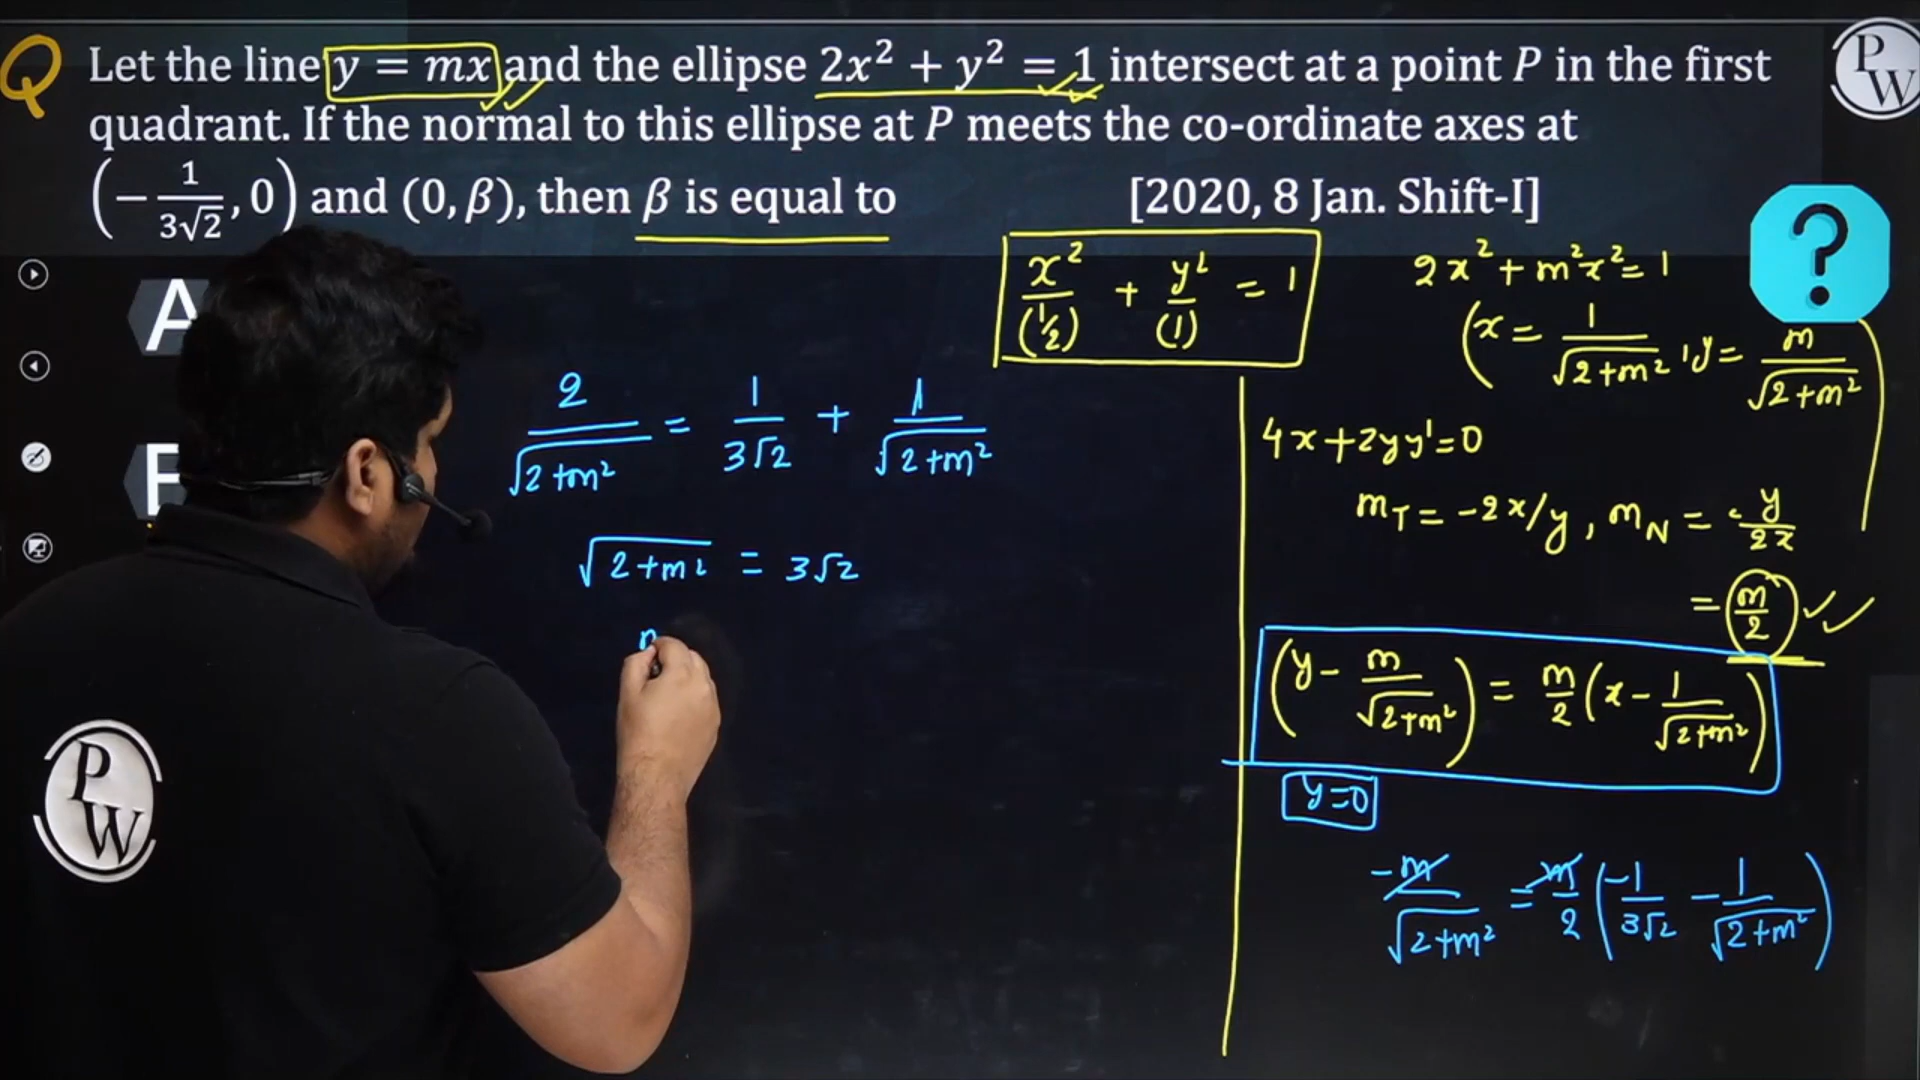 Q Let the line y = mx and the ellipse 2x² + y² = 1 intersect at a point P in the first
quadrant. If the normal to this ellipse at P meets the co-ordinate axes at
(−1/3√2, 0) and (0, β), then β is equal to [2020, 8 Jan. Shift-I]
PW
?
A
x²/(1/2) + y²/(1) = 1
2x² + m²x² = 1
(x = 1/√2+m² , y = m/√2+m²)
2/√2+m² = 1/3√2 + 1/√2+m²
√2+m² = 3√2
4x + 2yy' = 0
m_T = -2x/y, m_N = y/2x
= m/2
(y - m/√2+m²) = m/2 (x - 1/√2+m²)
y=0
-m/√2+m² = m/2 (-1/3√2 - 1/√2+m²)
PW